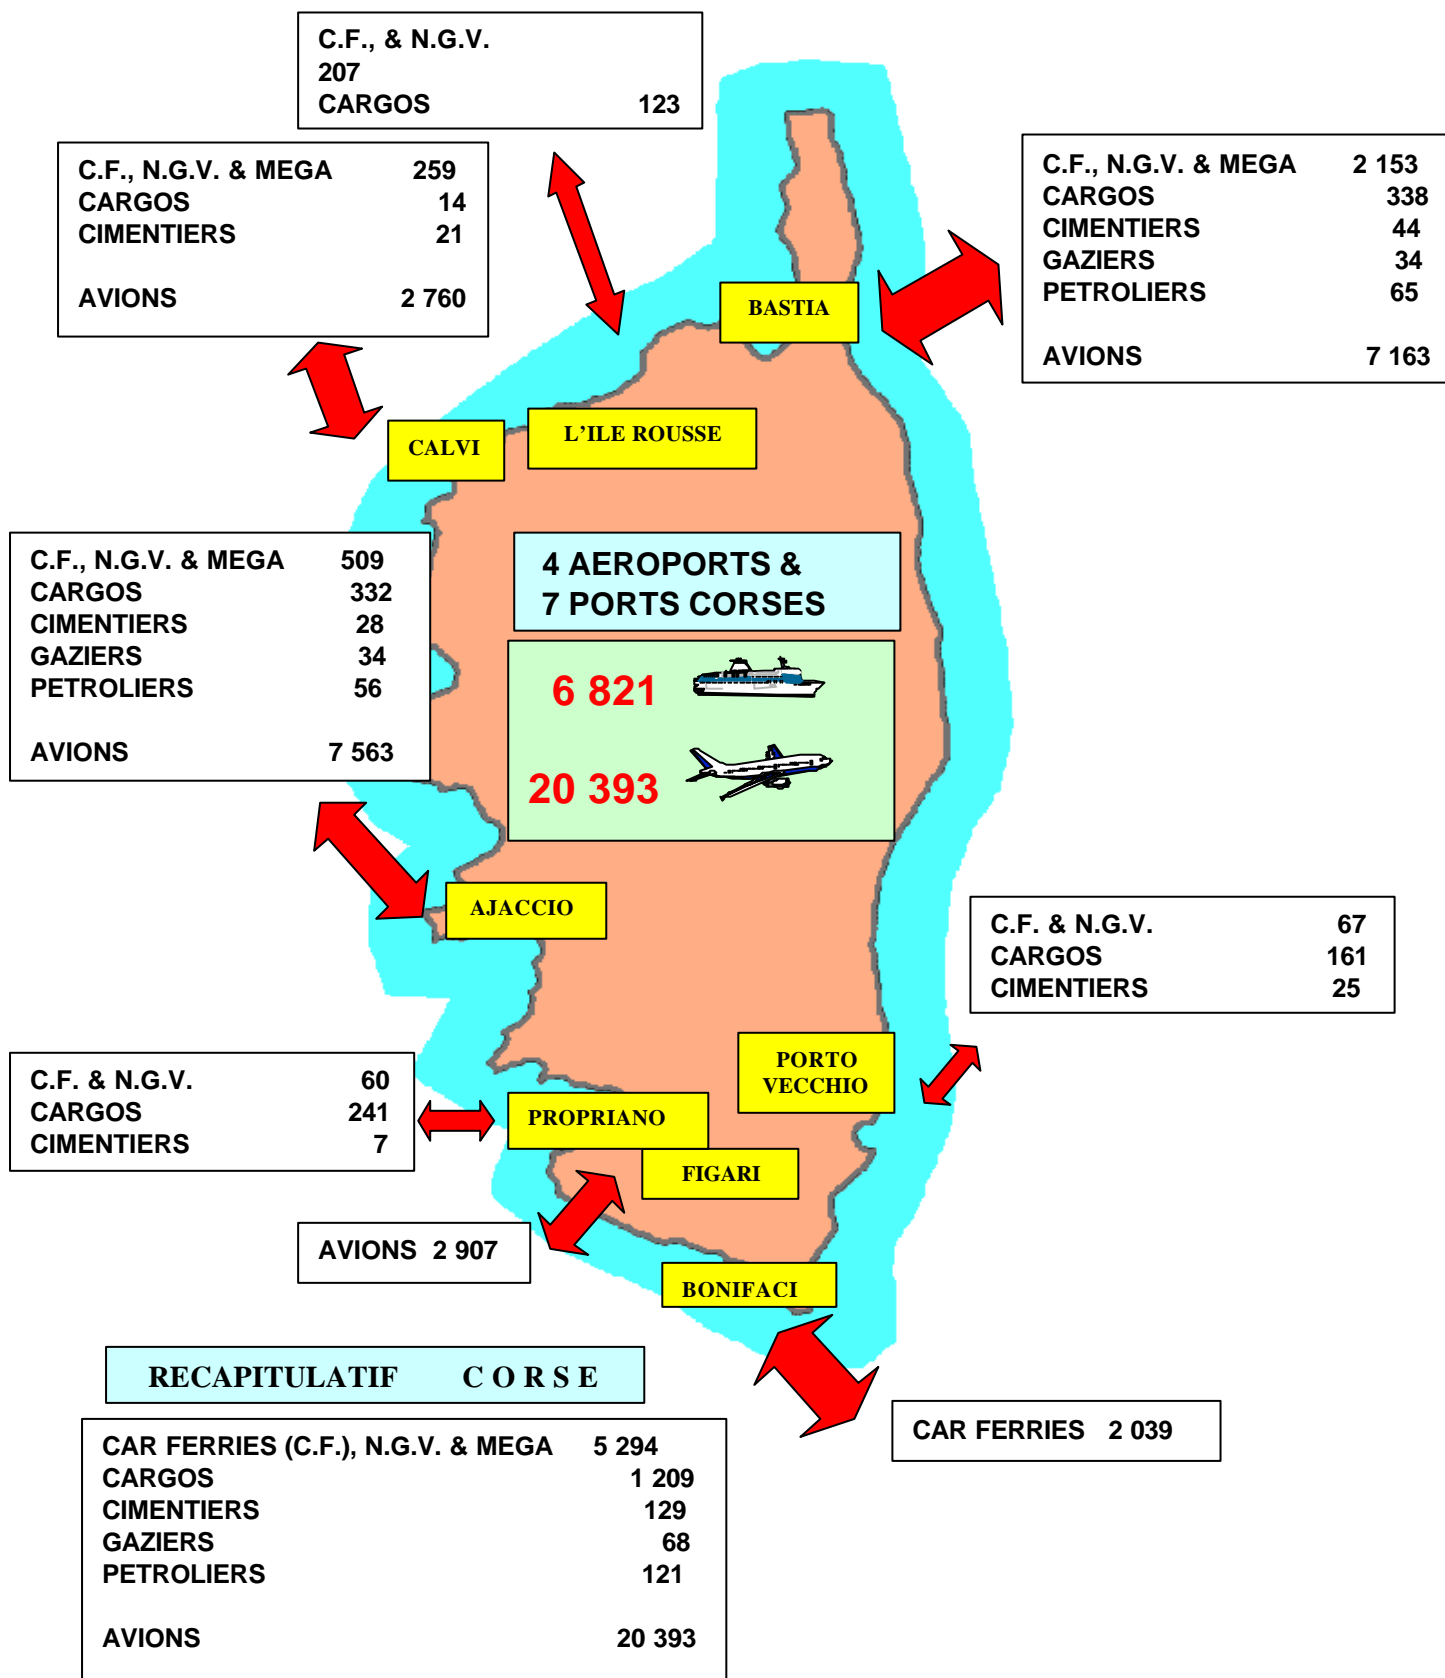 C.F., & N.G.V.
207
CARGOS 123
C.F., N.G.V. & MEGA 259
CARGOS 14
CIMENTIERS 21
AVIONS 2 760
C.F., N.G.V. & MEGA 2 153
CARGOS 338
CIMENTIERS 44
GAZIERS 34
PETROLIERS 65
AVIONS 7 163
BASTIA
CALVI
L'ILE ROUSSE
C.F., N.G.V. & MEGA 509
CARGOS 332
CIMENTIERS 28
GAZIERS 34
PETROLIERS 56
AVIONS 7 563
4 AEROPORTS &
7 PORTS CORSES
6 821
20 393
AJACCIO
C.F. & N.G.V. 67
CARGOS 161
CIMENTIERS 25
PORTO
VECCHIO
C.F. & N.G.V. 60
CARGOS 241
CIMENTIERS 7
PROPRIANO
FIGARI
AVIONS 2 907
BONIFACI
RECAPITULATIF C O R S E
CAR FERRIES 2 039
CAR FERRIES (C.F.), N.G.V. & MEGA 5 294
CARGOS 1 209
CIMENTIERS 129
GAZIERS 68
PETROLIERS 121
AVIONS 20 393